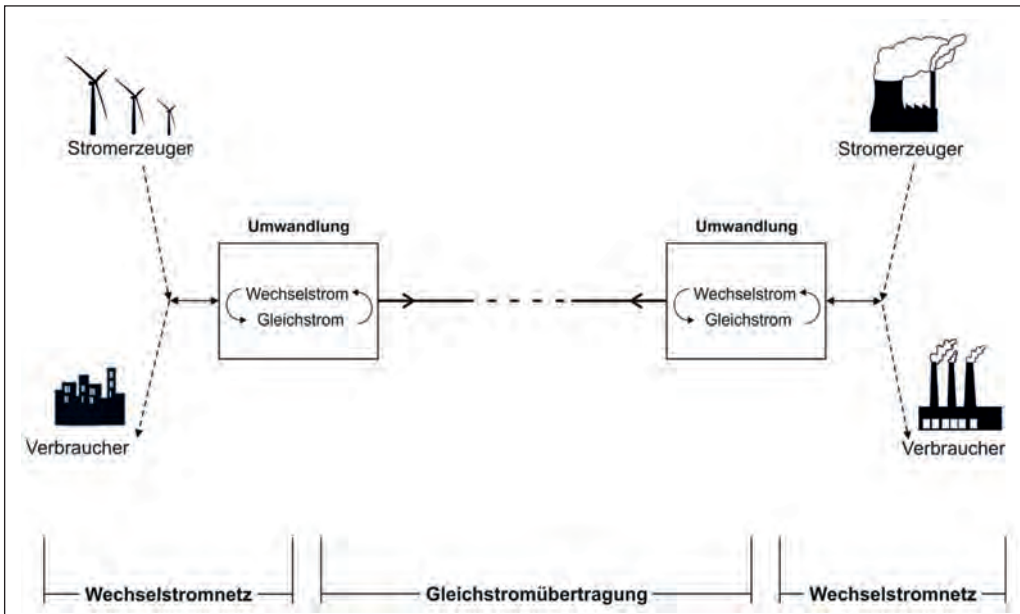 Stromerzeuger
Stromerzeuger
Umwandlung
Umwandlung
Wechselstrom
Gleichstrom
Wechselstrom
Gleichstrom
Verbraucher
Verbraucher
Wechselstromnetz
Gleichstromübertragung
Wechselstromnetz